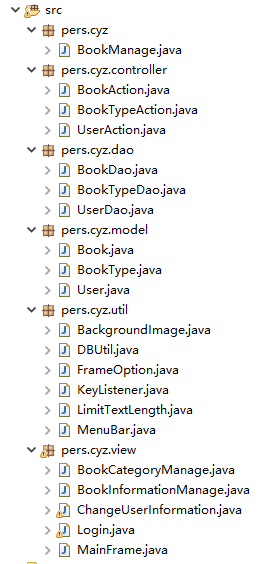 src
pers.cyz
BookManage.java
pers.cyz.controller
BookAction.java
BookTypeAction.java
UserAction.java
pers.cyz.dao
BookDao.java
BookTypeDao.java
UserDao.java
pers.cyz.model
Book.java
BookType.java
User.java
pers.cyz.util
BackgroundImage.java
DBUtil.java
FrameOption.java
KeyListener.java
LimitTextLength.java
MenuBar.java
pers.cyz.view
BookCategoryManage.java
BookInformationManage.java
ChangeUserInformation.java
Login.java
MainFrame.java